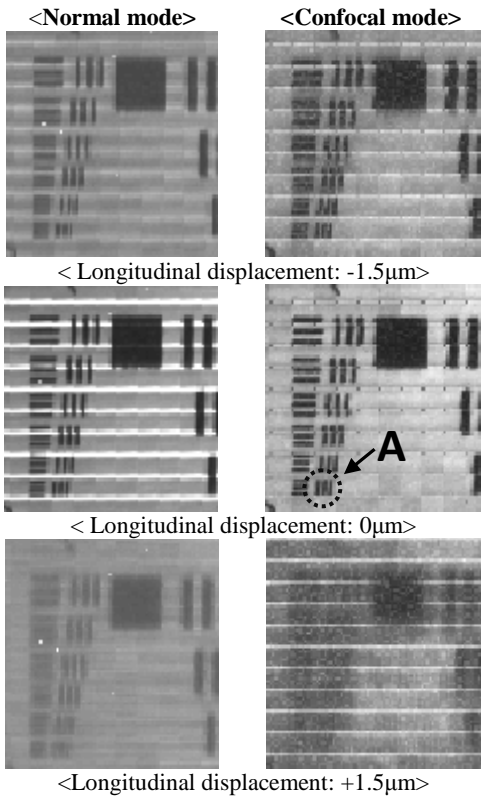 <Normal mode> <Confocal mode>
< Longitudinal displacement: -1.5μm>
A
< Longitudinal displacement: 0μm>
<Longitudinal displacement: +1.5μm>